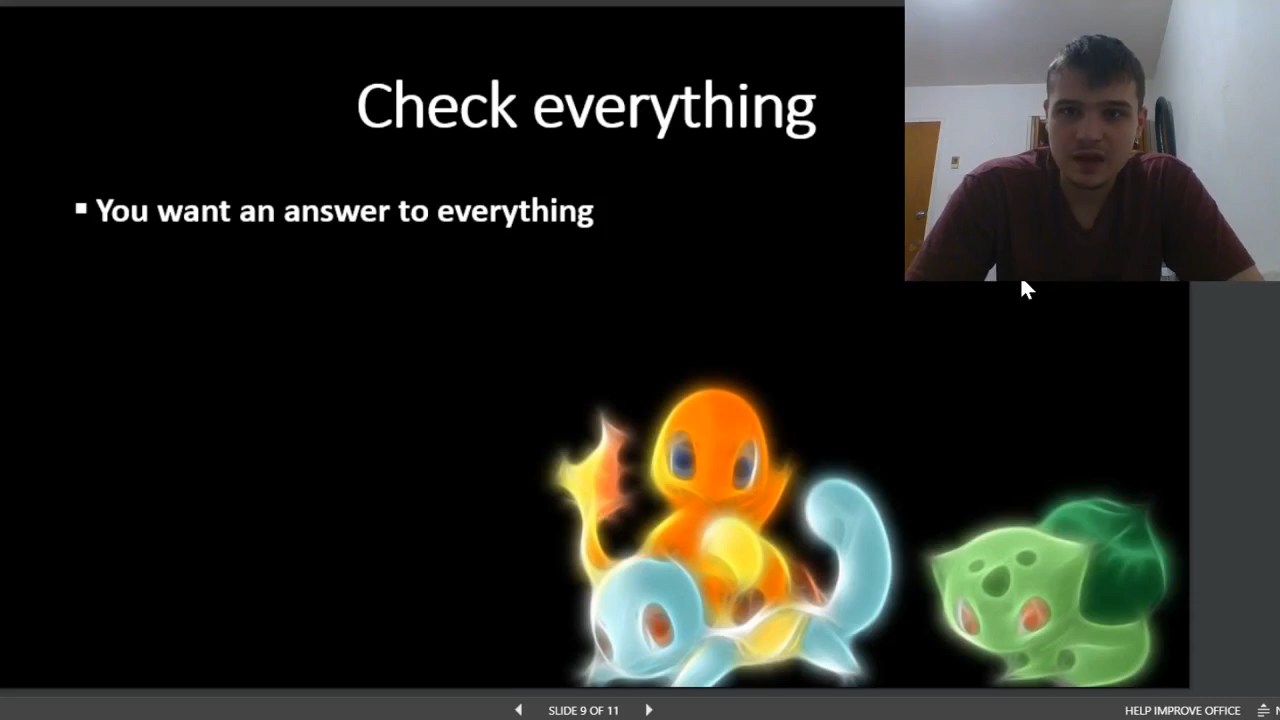 Check everything
▪ You want an answer to everything
SLIDE 9 OF 11
HELP IMPROVE OFFICE